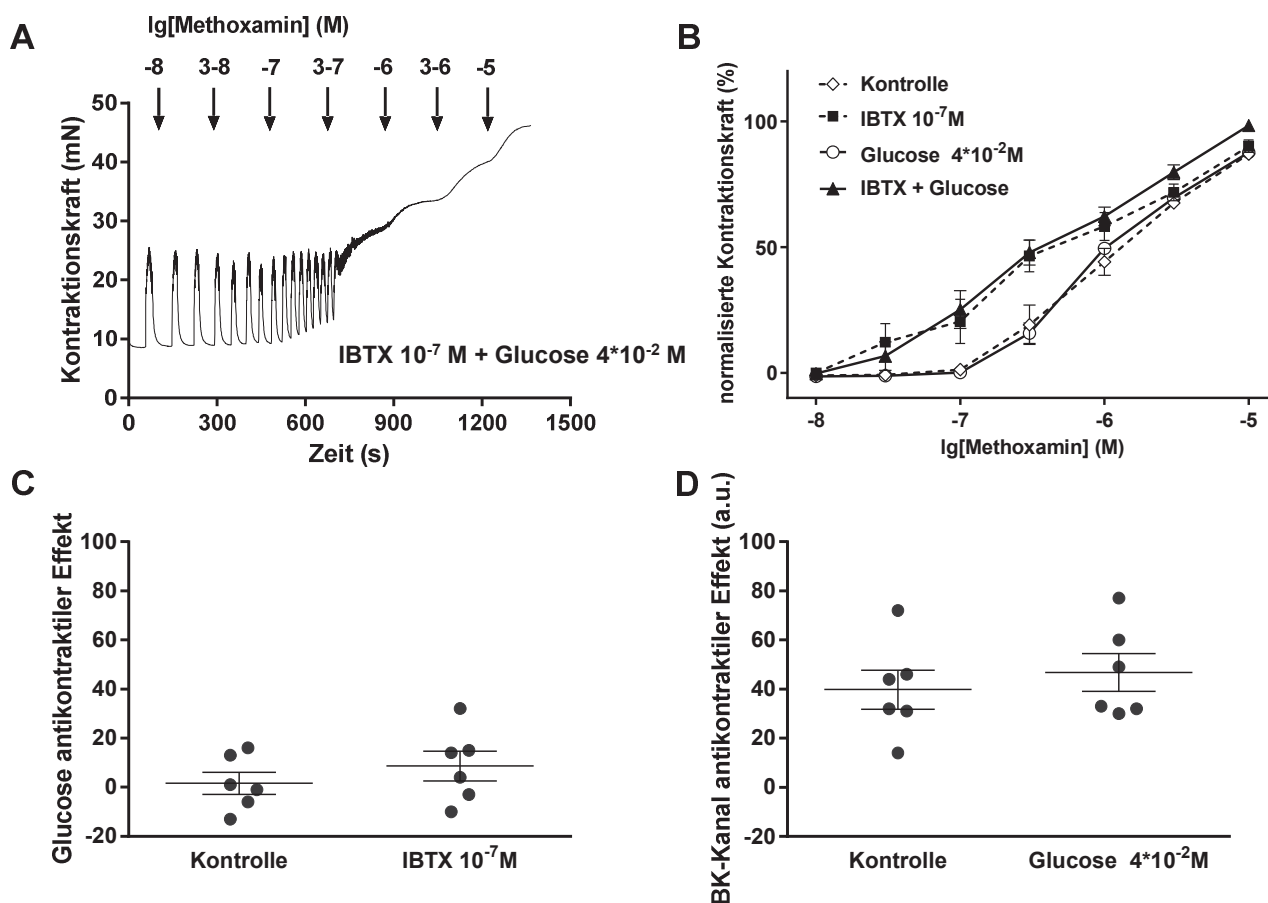 A
lg[Methoxamin] (M)
-8 3-8 -7 3-7 -6 3-6 -5
Kontraktionskraft (mN)
50
40
30
20
10
0
IBTX 10⁻⁷ M + Glucose 4*10⁻² M
0 300 600 900 1200 1500
Zeit (s)
B
normalisierte Kontraktionskraft (%)
Kontrolle
IBTX 10⁻⁷M
Glucose 4*10⁻²M
IBTX + Glucose
100
50
0
-8 -7 -6 -5
lg[Methoxamin] (M)
C
Glucose antikontraktiler Effekt
100
80
60
40
20
0
-20
Kontrolle IBTX 10⁻⁷M
D
BK-Kanal antikontraktiler Effekt (a.u.)
100
80
60
40
20
0
-20
Kontrolle Glucose 4*10⁻²M